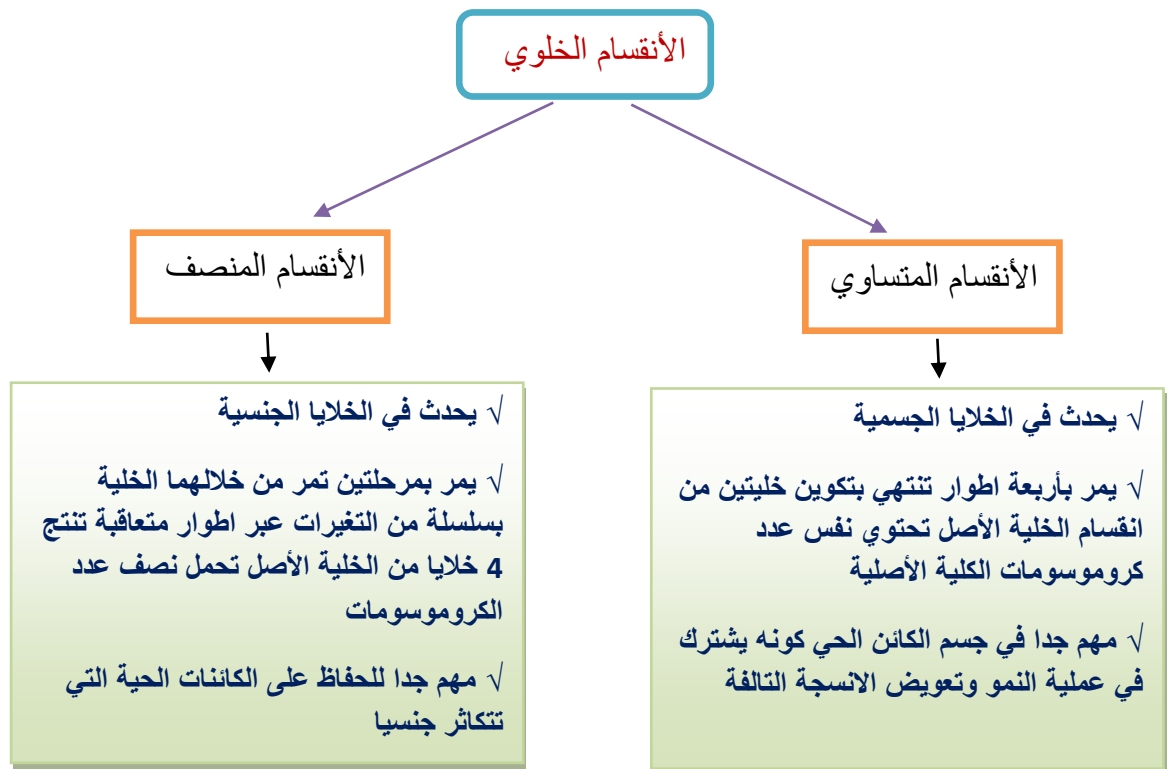 الأنقسام الخلوي
الأنقسام المتساوي
√ يحدث في الخلايا الجسمية
√ يمر بأربعة اطوار تنتهي بتكوين خليتين من
انقسام الخلية الأصل تحتوي نفس عدد
كروموسومات الكلية الأصلية
√ مهم جدا في جسم الكائن الحي كونه يشترك
في عملية النمو وتعويض الانسجة التالفة
الأنقسام المنصف
√ يحدث في الخلايا الجنسية
√ يمر بمرحلتين تمر من خلالهما الخلية
بسلسلة من التغيرات عبر اطوار متعاقبة تنتج
4 خلايا من الخلية الأصل تحمل نصف عدد
الكروموسومات
√ مهم جدا للحفاظ على الكائنات الحية التي
تتكاثر جنسيا